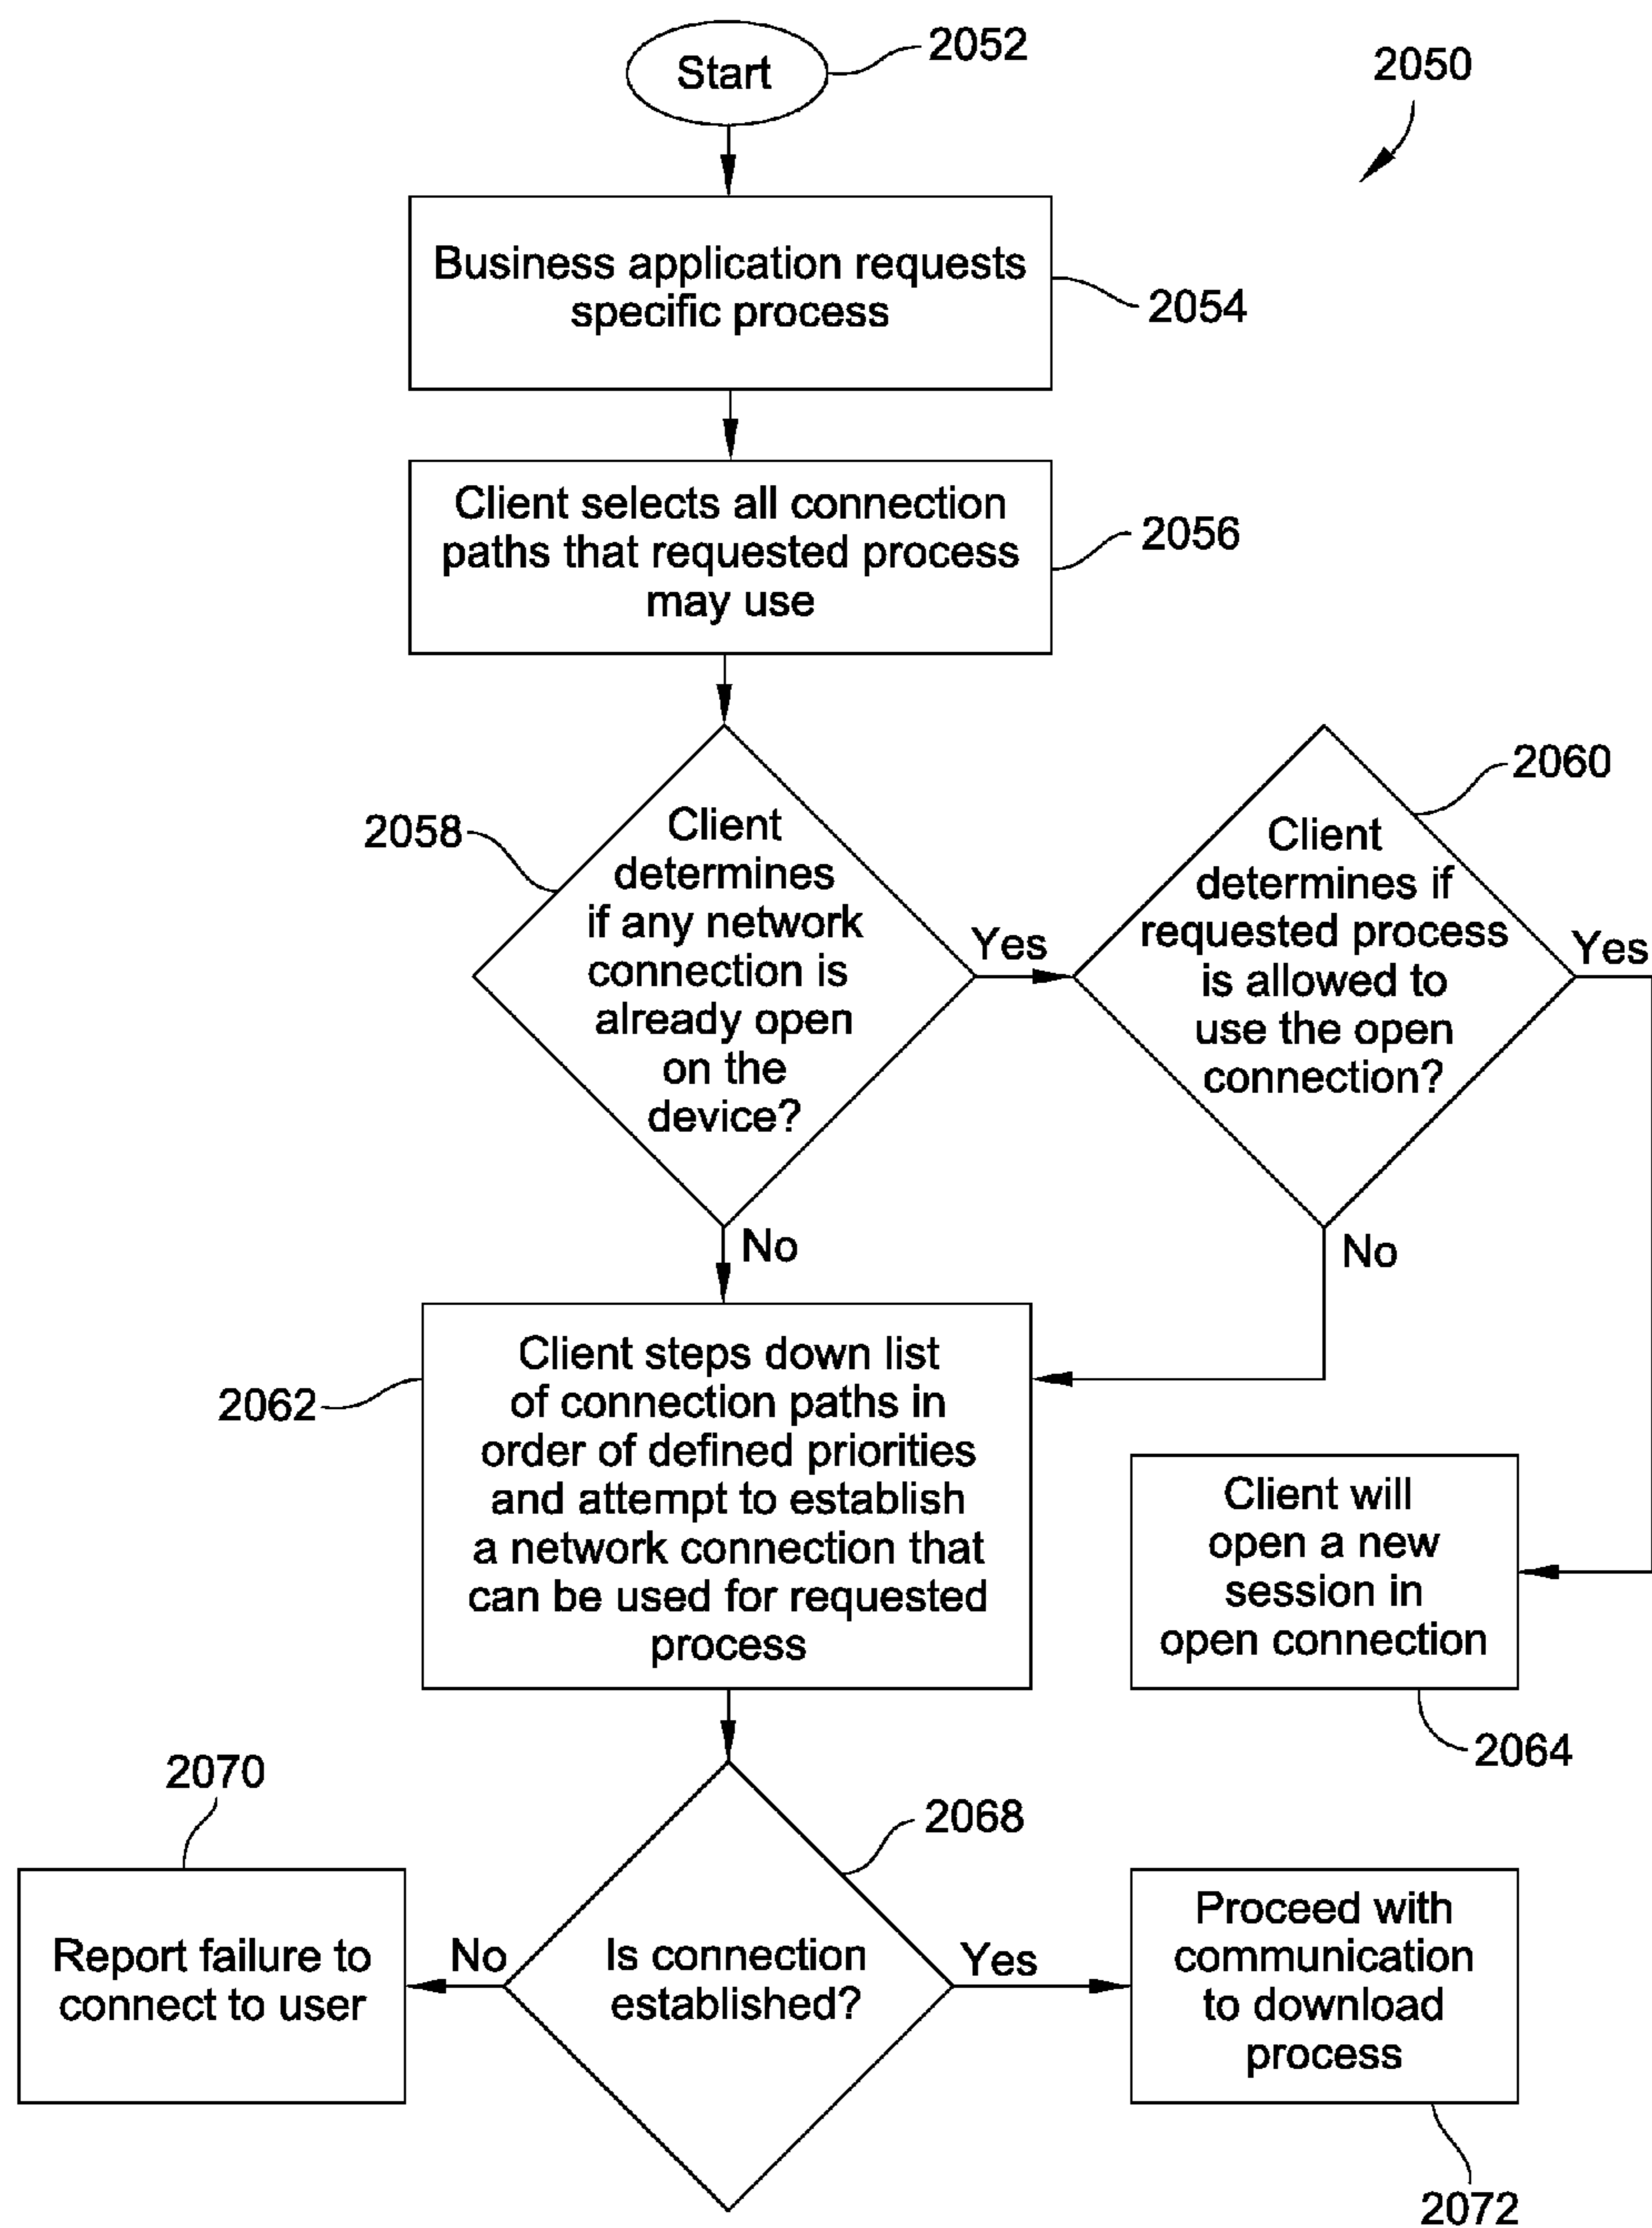 Start
2052
2050
Business application requests
specific process
2054
Client selects all connection
paths that requested process
may use
2056
2058
Client
determines
if any network
connection is
already open
on the
device?
Yes
2060
Client
determines if
requested process
is allowed to
use the open
connection?
Yes
No
No
2062
Client steps down list
of connection paths in
order of defined priorities
and attempt to establish
a network connection that
can be used for requested
process
Client will
open a new
session in
open connection
2064
2070
Report failure to
connect to user
No
2068
Is connection
established?
Yes
Proceed with
communication
to download
process
2072